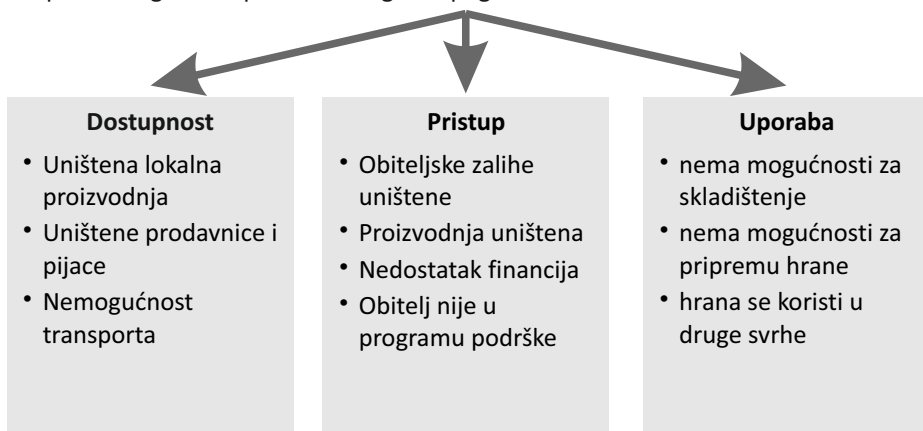 Dostupnost
• Uništena lokalna
proizvodnja
• Uništene prodavnice i
pijace
• Nemogućnost
transporta
Pristup
• Obiteljske zalihe
uništene
• Proizvodnja uništena
• Nedostatak financija
• Obitelj nije u
programu podrške
Uporaba
• nema mogućnosti za
skladištenje
• nema mogućnosti za
pripremu hrane
• hrana se koristi u
druge svrhe